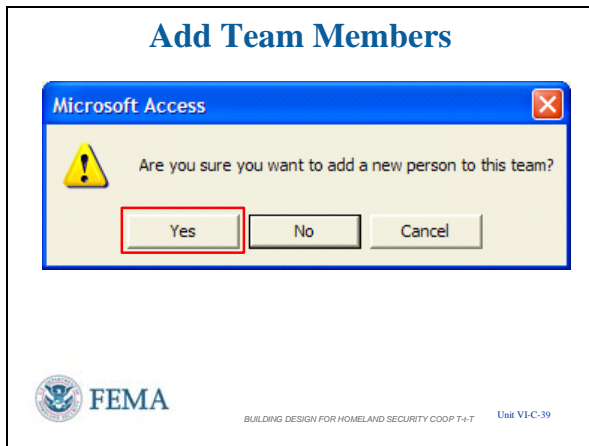 Add Team Members
Microsoft Access
Are you sure you want to add a new person to this team?
Yes No Cancel
FEMA
BUILDING DESIGN FOR HOMELAND SECURITY COOP T-t-T Unit VI-C-39